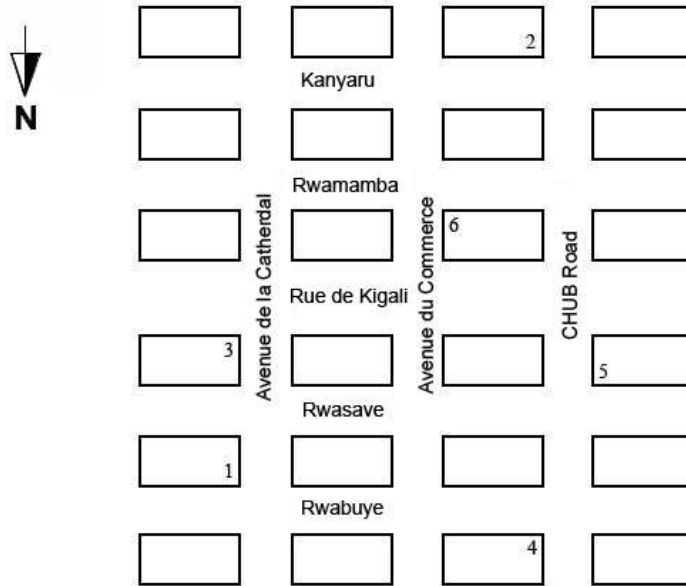 2
N
Kanyaru
Rwamamba
Avenue de la Catherdal
Avenue du Commerce
6
CHUB Road
Rue de Kigali
3
5
Rwasave
1
Rwabuye
4